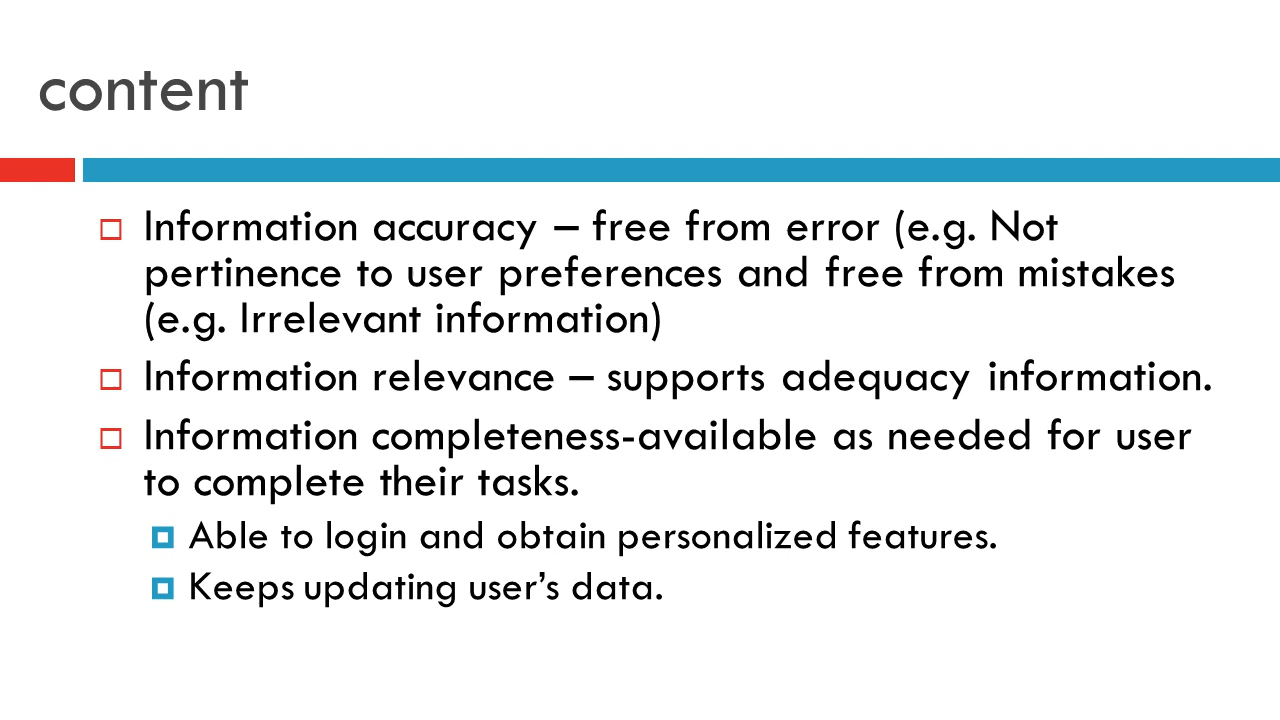 content
Information accuracy – free from error (e.g. Not
pertinence to user preferences and free from mistakes
(e.g. Irrelevant information)
Information relevance – supports adequacy information.
Information completeness-available as needed for user
to complete their tasks.
Able to login and obtain personalized features.
Keeps updating user’s data.